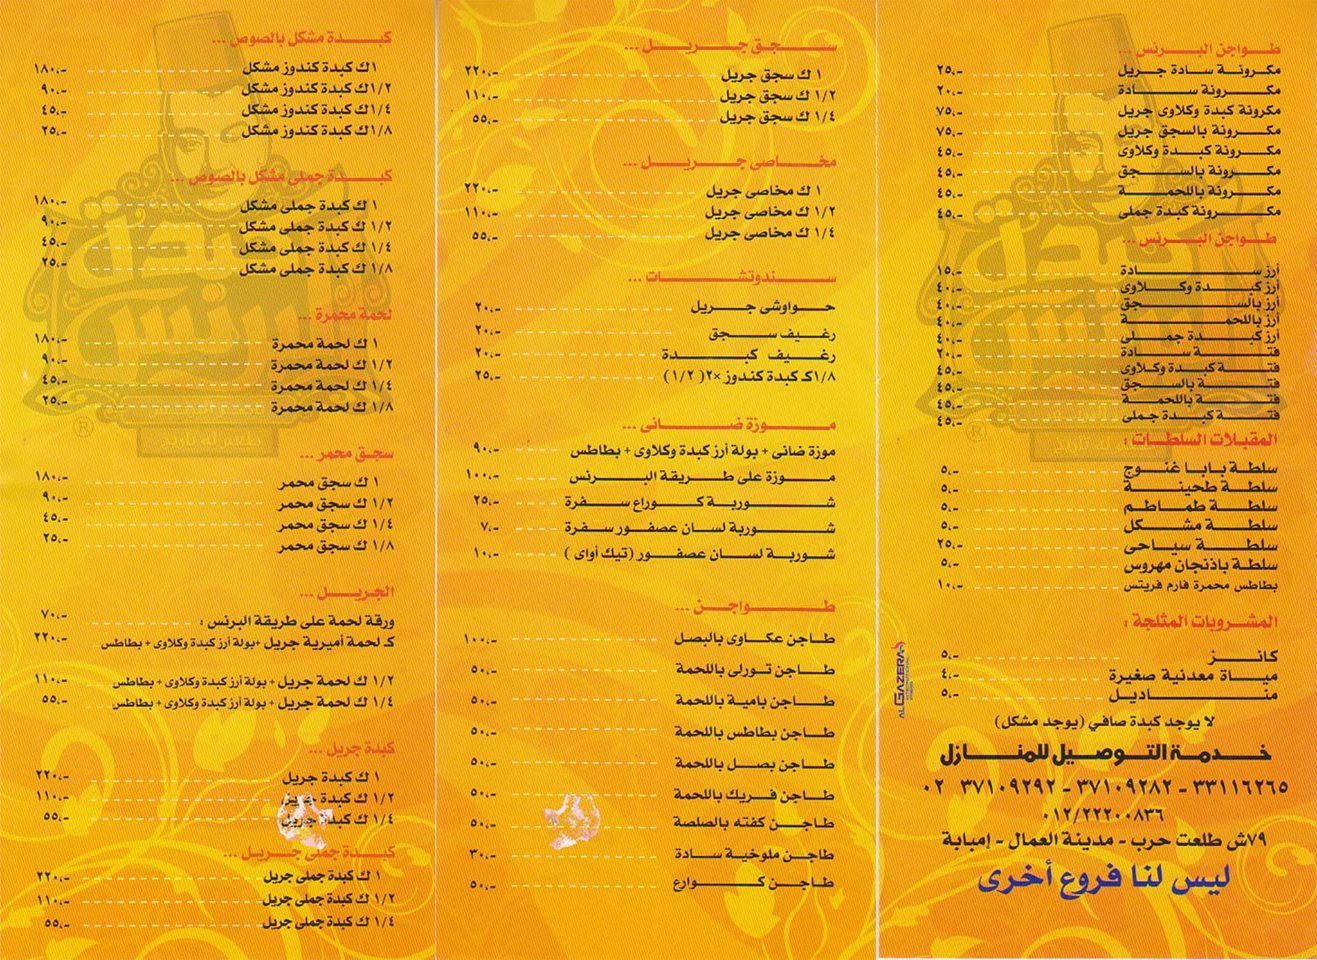 طواجن البرنس ...
مكرونة سادة جريل ٢٥,-
مكرونة سادة ٢٠,-
مكرونة كبدة وكلاوى جريل ٧٥,-
مكرونة بالسجق جريل ٧٥,-
مكرونة كبدة وكلاوى ٤٥,-
مكرونة بالسجق ٤٥,-
مكرونة باللحمة ٤٥,-
مكرونة كبدة جملى ٤٥,-
طواجن البرنس ...
أرز سادة ١٥,-
أرز كبدة وكلاوى ٤٠,-
أرز بالسجق ٤٠,-
أرز باللحمة ٤٠,-
أرز كبدة جملى ٤٠,-
فتة سادة ٢٠,-
فتة كبدة وكلاوى ٤٥,-
فتة بالسجق ٤٥,-
فتة باللحمة ٤٥,-
فتة كبدة جملى ٤٥,-
المقبلات السلطات :
سلطة بابا غنوج ٥,-
سلطة طحينة ٥,-
سلطة طماطم ٥,-
سلطة مشكل ٥,-
سلطة سياحى ٢٥,-
سلطة باذنجان مهروس ٥,-
بطاطس محمرة فارم فريتس ١٠,-
المشروبات المثلجة :
كانز ٥,-
مياة معدنية صغيرة ٤,-
مناديل ٥,-
لا يوجد كبدة صافي (يوجد مشكل)
خدمة التوصيل للمنازل
٠٢ ٣٧١٠٩٢٩٢ - ٣٧١٠٩٢٨٢ - ٣٣١١٦٢٦٥
٠١٢/٢٢٢٠٠٨٣٦
٧٩ش طلعت حرب - مدينة العمال - إمبابة
ليس لنا فروع أخرى
ALGAZERA
سجق جريل ...
١ ك سجق جريل ٢٢٠,-
١/٢ ك سجق جريل ١١٠,-
١/٤ ك سجق جريل ٥٥,-
مخاصى جريل ...
١ ك مخاصى جريل ٢٢٠,-
١/٢ ك مخاصى جريل ١١٠,-
١/٤ ك مخاصى جريل ٥٥,-
سندوتشات ...
حواوشى جريل ٢٠,-
رغيف سجق ٢٠,-
رغيف كبدة ٢٠,-
١/٨ك كبدة كندوز ×٢( ١/٢) ٢٥,-
موزة ضانى ...
موزة ضانى + بولة أرز كبدة وكلاوى + بطاطس ٩٠,-
موزة على طريقة البرنس ١٠٠,-
شوربة كوراع سفرة ٢٥,-
شوربة لسان عصفور سفرة ٧,-
شوربة لسان عصفور (تيك أواى ) ١٠,-
طواجن ...
طاجن عكاوى بالبصل ١٠٠,-
طاجن تورلى باللحمة ٥٠,-
طاجن بامية باللحمة ٥٠,-
طاجن بطاطس باللحمة ٥٠,-
طاجن بصل باللحمة ٥٠,-
طاجن فريك باللحمة ٥٠,-
طاجن كفته بالصلصة ٥٠,-
طاجن ملوخية سادة ٣٠,-
طاجن كوارع ٥٠,-
كبدة مشكل بالصوص ...
١ك كبدة كندوز مشكل ١٨٠,-
١/٢ك كبدة كندوز مشكل ٩٠,-
١/٤ ك كبدة كندوز مشكل ٤٥,-
١/٨ك كبدة كندوز مشكل ٢٥,-
كبدة جملى مشكل بالصوص ...
١ ك كبدة جملى مشكل ١٨٠,-
١/٢ ك كبدة جملى مشكل ٩٠,-
١/٤ ك كبدة جملى مشكل ٤٥,-
١/٨ ك كبدة جملى مشكل ٢٥,-
لحمة محمرة ...
١ ك لحمة محمرة ١٨٠,-
١/٢ ك لحمة محمرة ٩٠,-
١/٤ ك لحمة محمرة ٤٥,-
١/٨ ك لحمة محمرة ٢٥,-
سجق محمر ...
١ ك سجق محمر ١٨٠,-
١/٢ ك سجق محمر ٩٠,-
١/٤ ك سجق محمر ٤٥,-
١/٨ ك سجق محمر ٢٥,-
الجريل ...
ورقة لحمة على طريقة البرنس : ٧٠,-
ك لحمة أميرية جريل +بولة أرز كبدة وكلاوى + بطاطس ٢٢٠,-
١/٢ ك لحمة جريل + بولة أرز كبدة وكلاوى + بطاطس ١١٠,-
١/٤ ك لحمة جريل + بولة أرز كبدة وكلاوى + بطاطس ٥٥,-
كبدة جريل ...
١ ك كبدة جريل ٢٢٠,-
١/٢ ك كبدة جريل ١١٠,-
١/٤ ك كبدة جريل ٥٥,-
كبدة جملى جريل ...
١ ك كبدة جملى جريل ٢٢٠,-
١/٢ ك كبدة جملى جريل ١١٠,-
١/٤ ك كبدة جملى جريل ٥٥,-